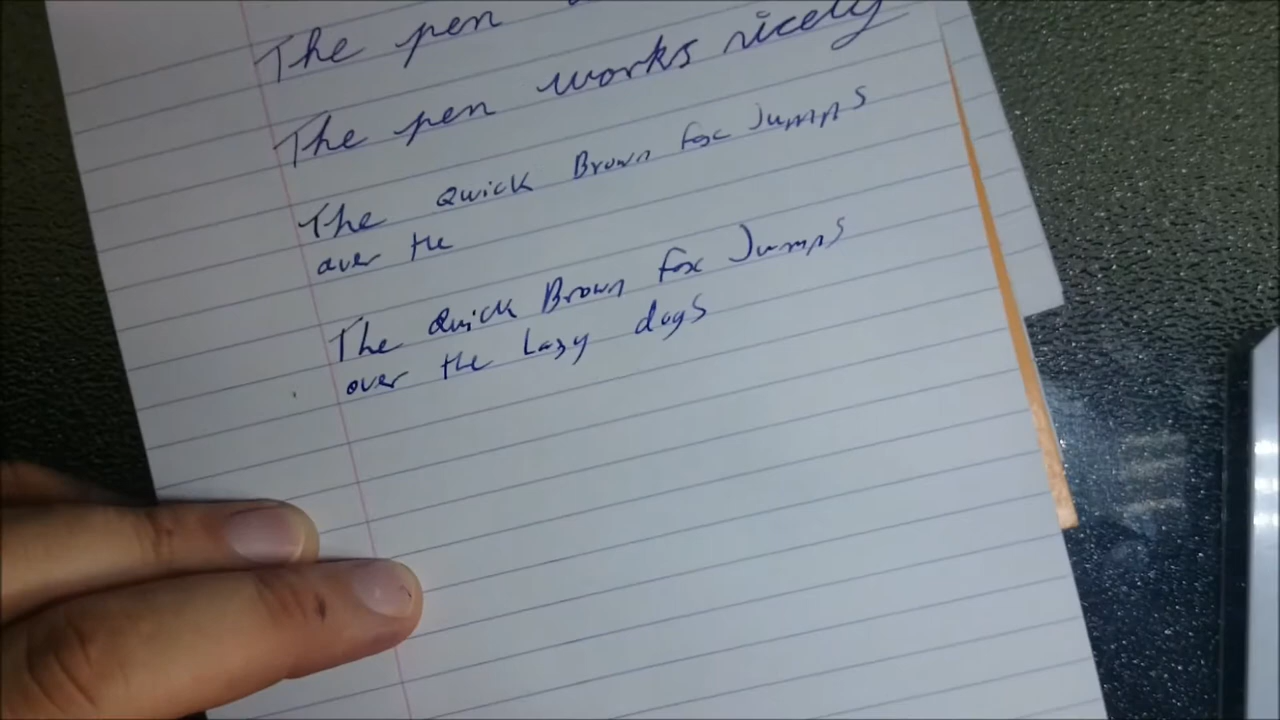 The pen
The pen works nicely
The Quick Brown fox Jumps
over the
The Quick Brown fox Jumps
over the Lazy dogs